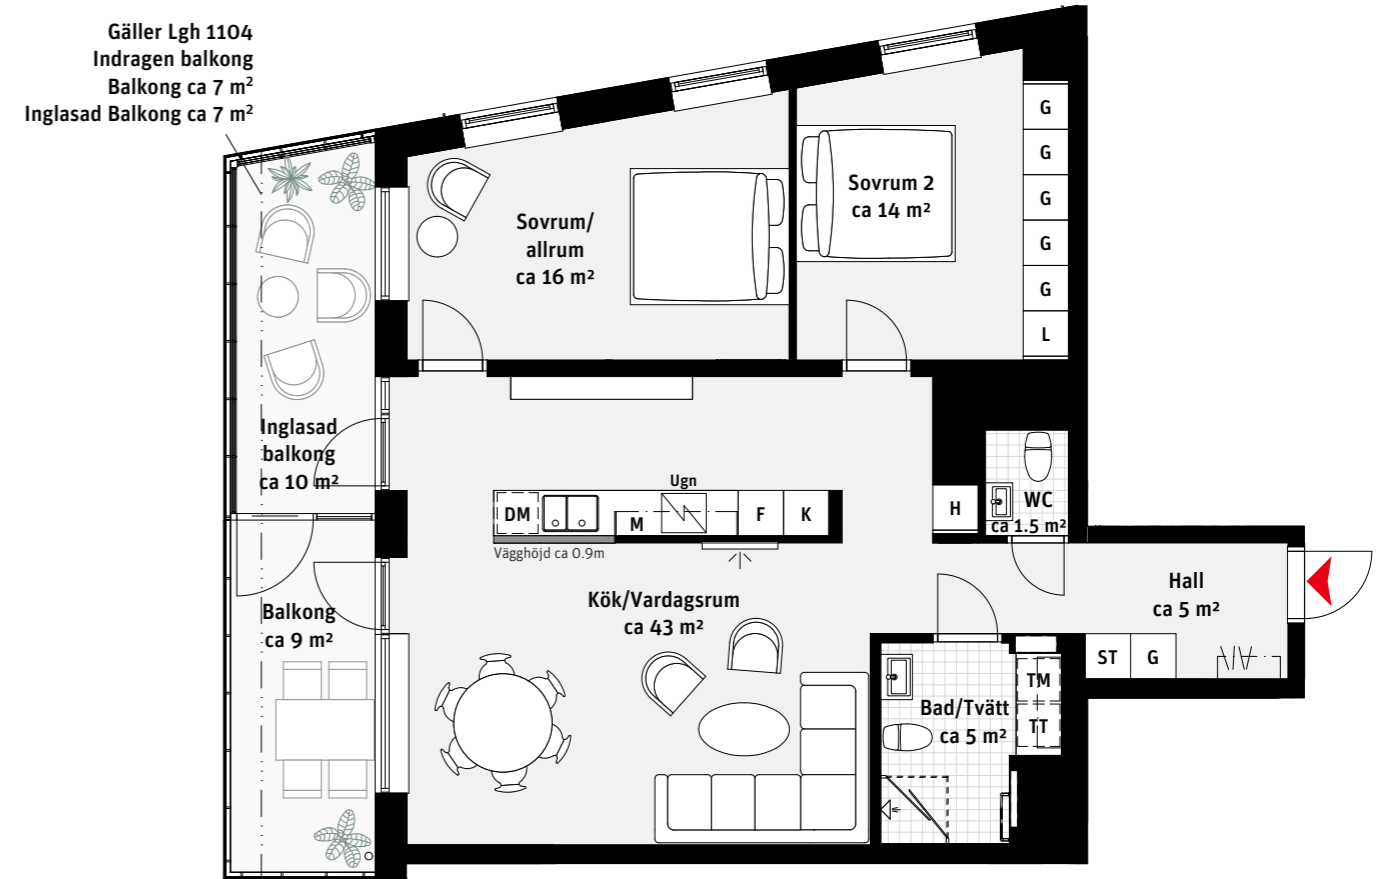 Gäller Lgh 1104
Indragen balkong
Balkong ca 7 m²
Inglasad Balkong ca 7 m²
Sovrum/
allrum
ca 16 m²
Sovrum 2
ca 14 m²
G
G
G
G
G
L
Inglasad
balkong
ca 10 m²
Ugn
DM
M
F
K
Vägghöjd ca 0.9m
H
WC
ca 1.5 m²
Hall
ca 5 m²
Kök/Vardagsrum
ca 43 m²
Balkong
ca 9 m²
ST
G
TM
TT
Bad/Tvätt
ca 5 m²